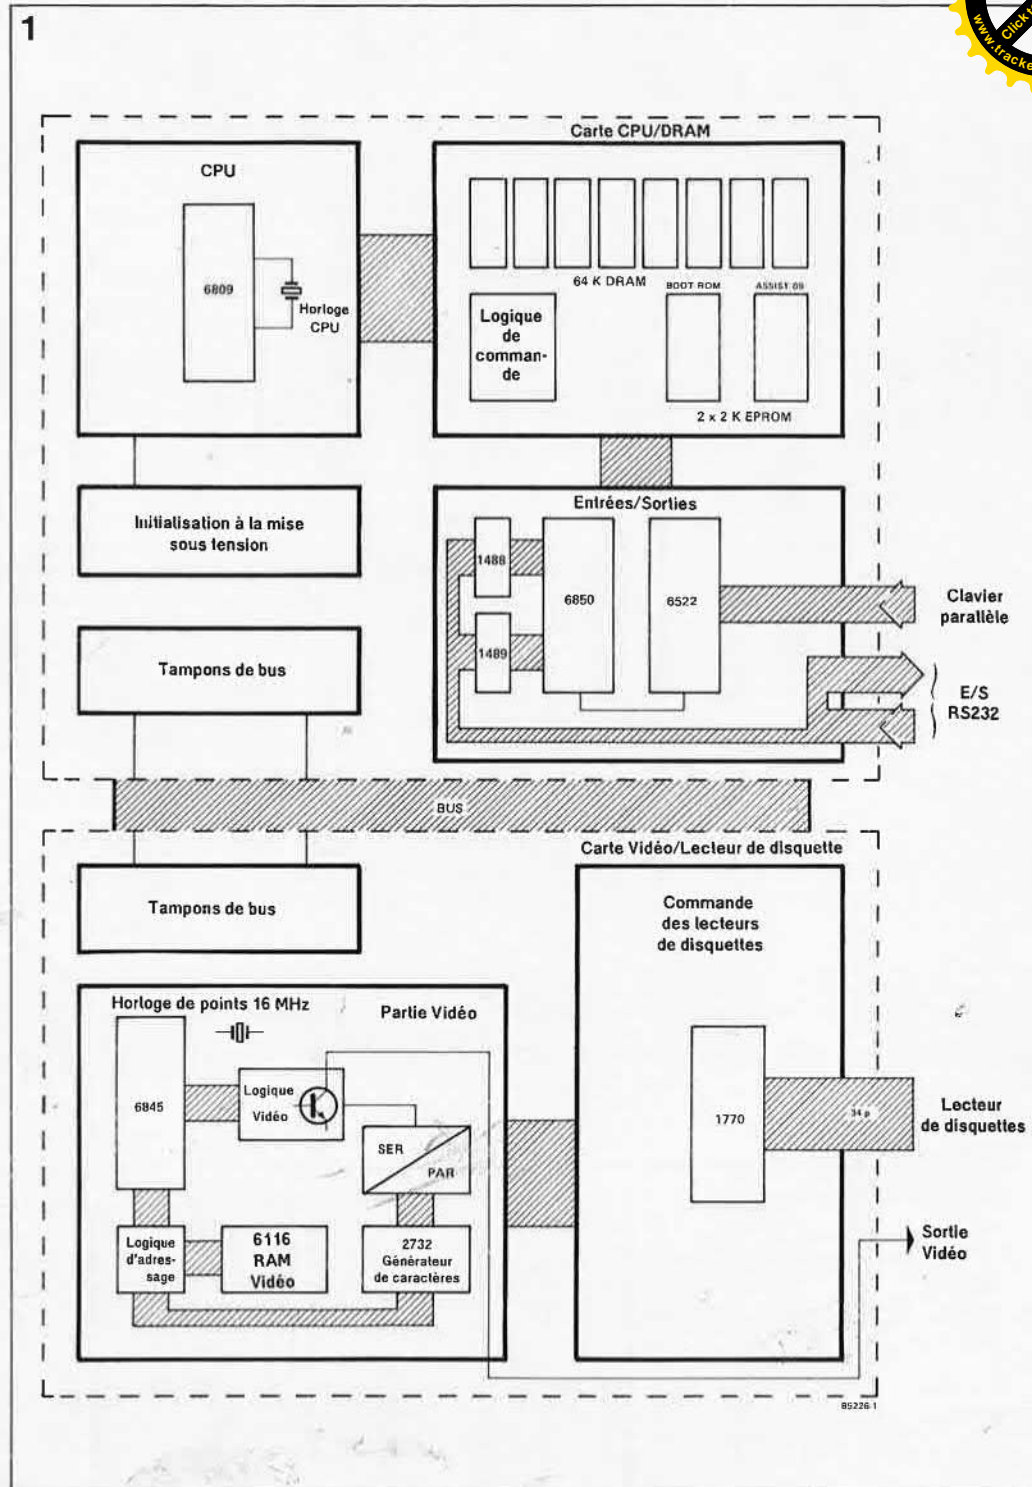 1
Click t
www.tracke
Carte CPU/DRAM
CPU
6809
Horloge
CPU
64 K DRAM
BOOT ROM
ASSIST 09
Logique
de
comman-
de
2 x 2 K EPROM
Initialisation à la mise
sous tension
Entrées/Sorties
1488
1489
6850
6522
Clavier
parallèle
E/S
RS232
Tampons de bus
BUS
Carte Vidéo/Lecteur de disquette
Tampons de bus
Commande
des lecteurs
de disquettes
Horloge de points 16 MHz
Partie Vidéo
6845
Logique
Vidéo
SER
PAR
1770
34 p
Lecteur
de disquettes
Logique
d'adres-
sage
6116
RAM
Vidéo
2732
Générateur
de caractères
Sortie
Vidéo
85226 1